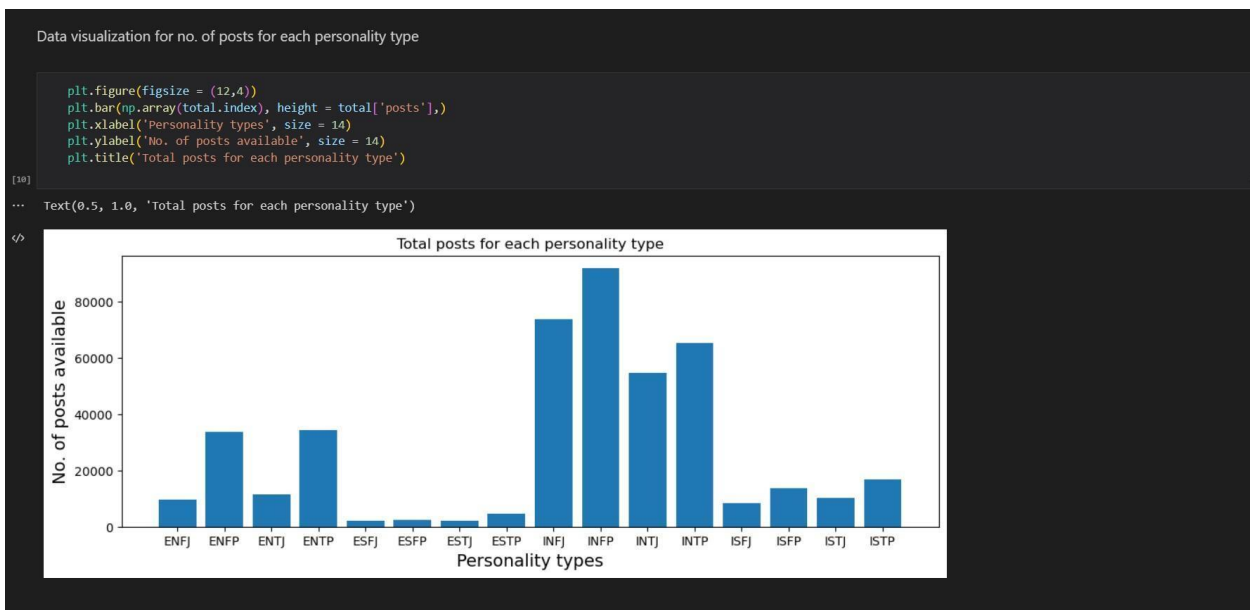 Data visualization for no. of posts for each personality type
plt.figure(figsize = (12,4))
plt.bar(np.array(total.index), height = total['posts'],)
plt.xlabel('Personality types', size = 14)
plt.ylabel('No. of posts available', size = 14)
plt.title('Total posts for each personality type')
[10]
... Text(0.5, 1.0, 'Total posts for each personality type')
</>
Total posts for each personality type
No. of posts available
80000
60000
40000
20000
0
ENFJ ENFP ENTJ ENTP ESFJ ESFP ESTJ ESTP INFJ INFP INTJ INTP ISFJ ISFP ISTJ ISTP
Personality types